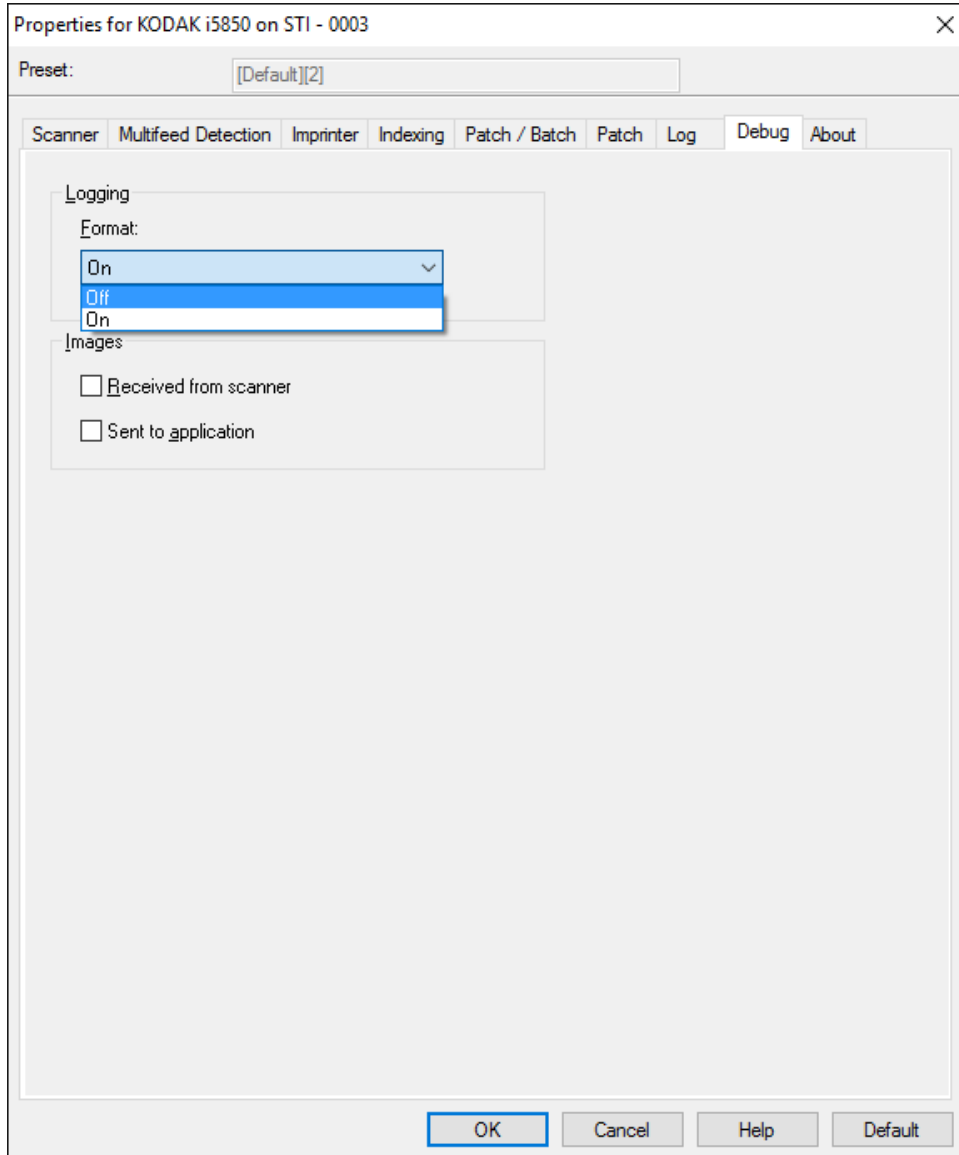 Properties for KODAK i5850 on STI - 0003
Preset: [Default][2]
Scanner Multifeed Detection Imprinter Indexing Patch / Batch Patch Log Debug About
Logging
Format:
On
Off
On
Images
Received from scanner
Sent to application
OK Cancel Help Default